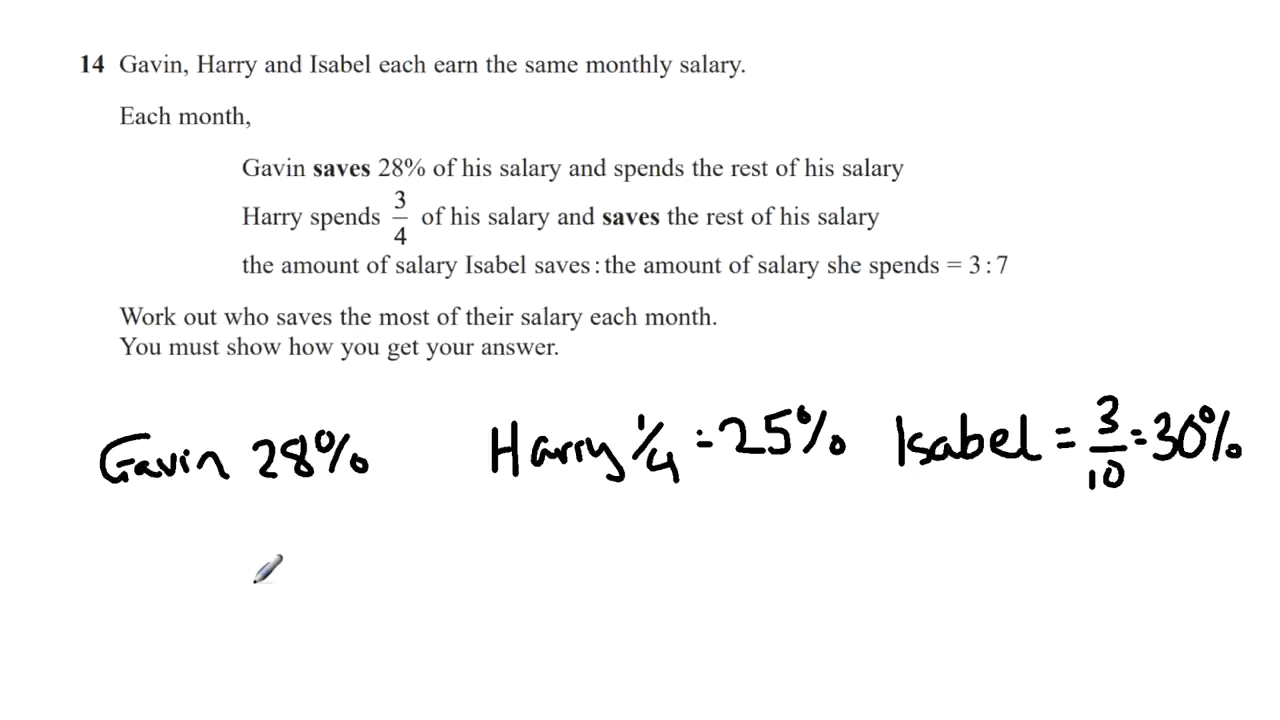 14 Gavin, Harry and Isabel each earn the same monthly salary.
Each month,
Gavin saves 28% of his salary and spends the rest of his salary
Harry spends 3/4 of his salary and saves the rest of his salary
the amount of salary Isabel saves : the amount of salary she spends = 3 : 7
Work out who saves the most of their salary each month.
You must show how you get your answer.
Gavin 28% Harry 1/4 = 25% Isabel = 3/10 = 30%